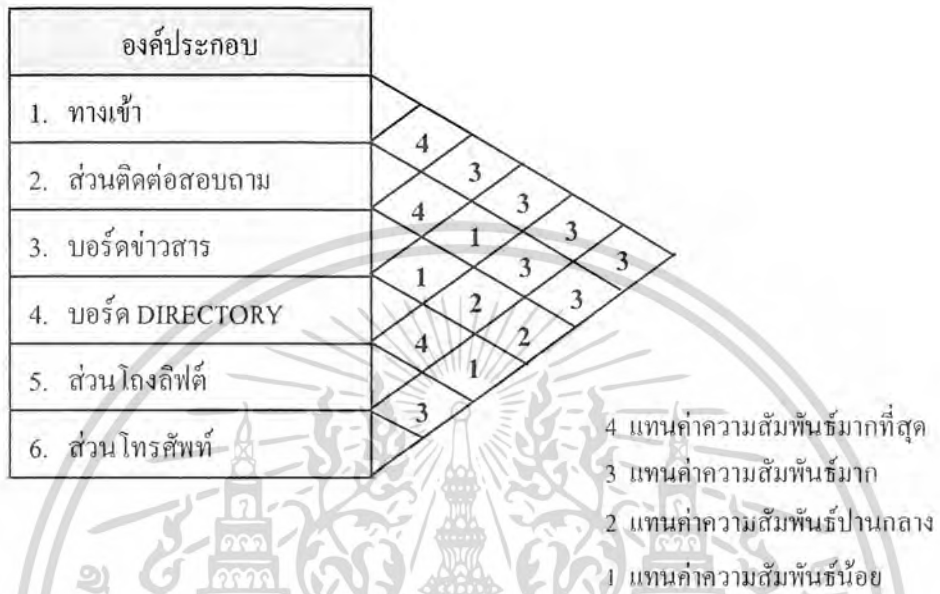 องค์ประกอบ
1. ทางเข้า
2. ส่วนติดต่อสอบถาม
3. บอร์ดข่าวสาร
4. บอร์ด DIRECTORY
5. ส่วนโถงลิฟต์
6. ส่วนโทรศัพท์
4 3 3 3 3
4 1 3 3
1 2 2
4 1
3
4 แทนค่าความสัมพันธ์มากที่สุด
3 แทนค่าความสัมพันธ์มาก
2 แทนค่าความสัมพันธ์ปานกลาง
1 แทนค่าความสัมพันธ์น้อย